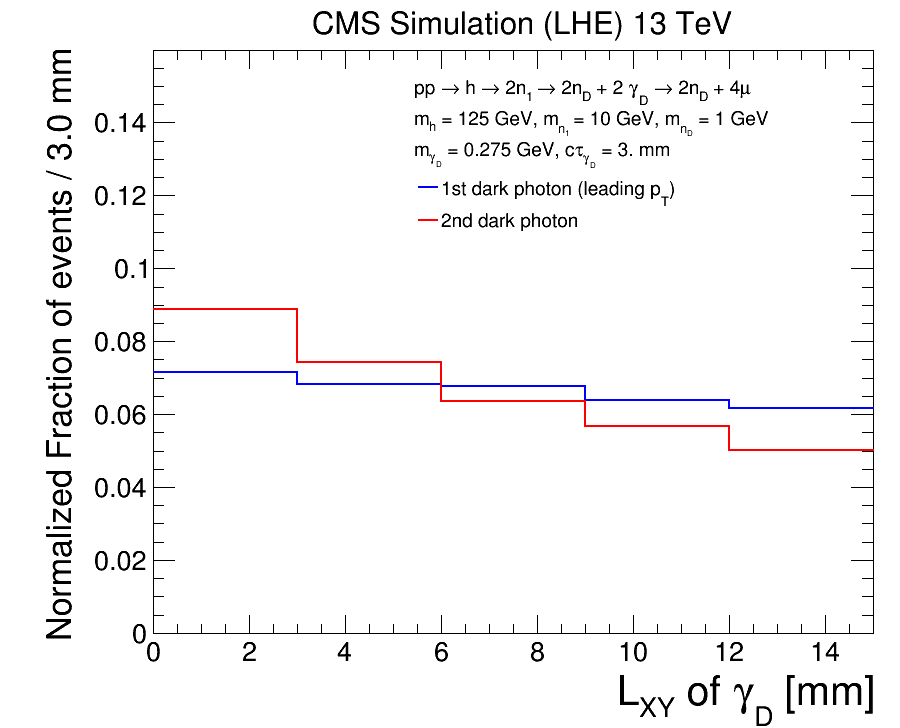 CMS Simulation (LHE) 13 TeV
pp → h → 2n1 → 2nD + 2 γD → 2nD + 4μ
mh = 125 GeV, mn1 = 10 GeV, mnD = 1 GeV
mγD = 0.275 GeV, cτγD = 3. mm
1st dark photon (leading pT)
2nd dark photon
Normalized Fraction of events / 3.0 mm
0.14
0.12
0.1
0.08
0.06
0.04
0.02
0
0 2 4 6 8 10 12 14
LXY of γD [mm]